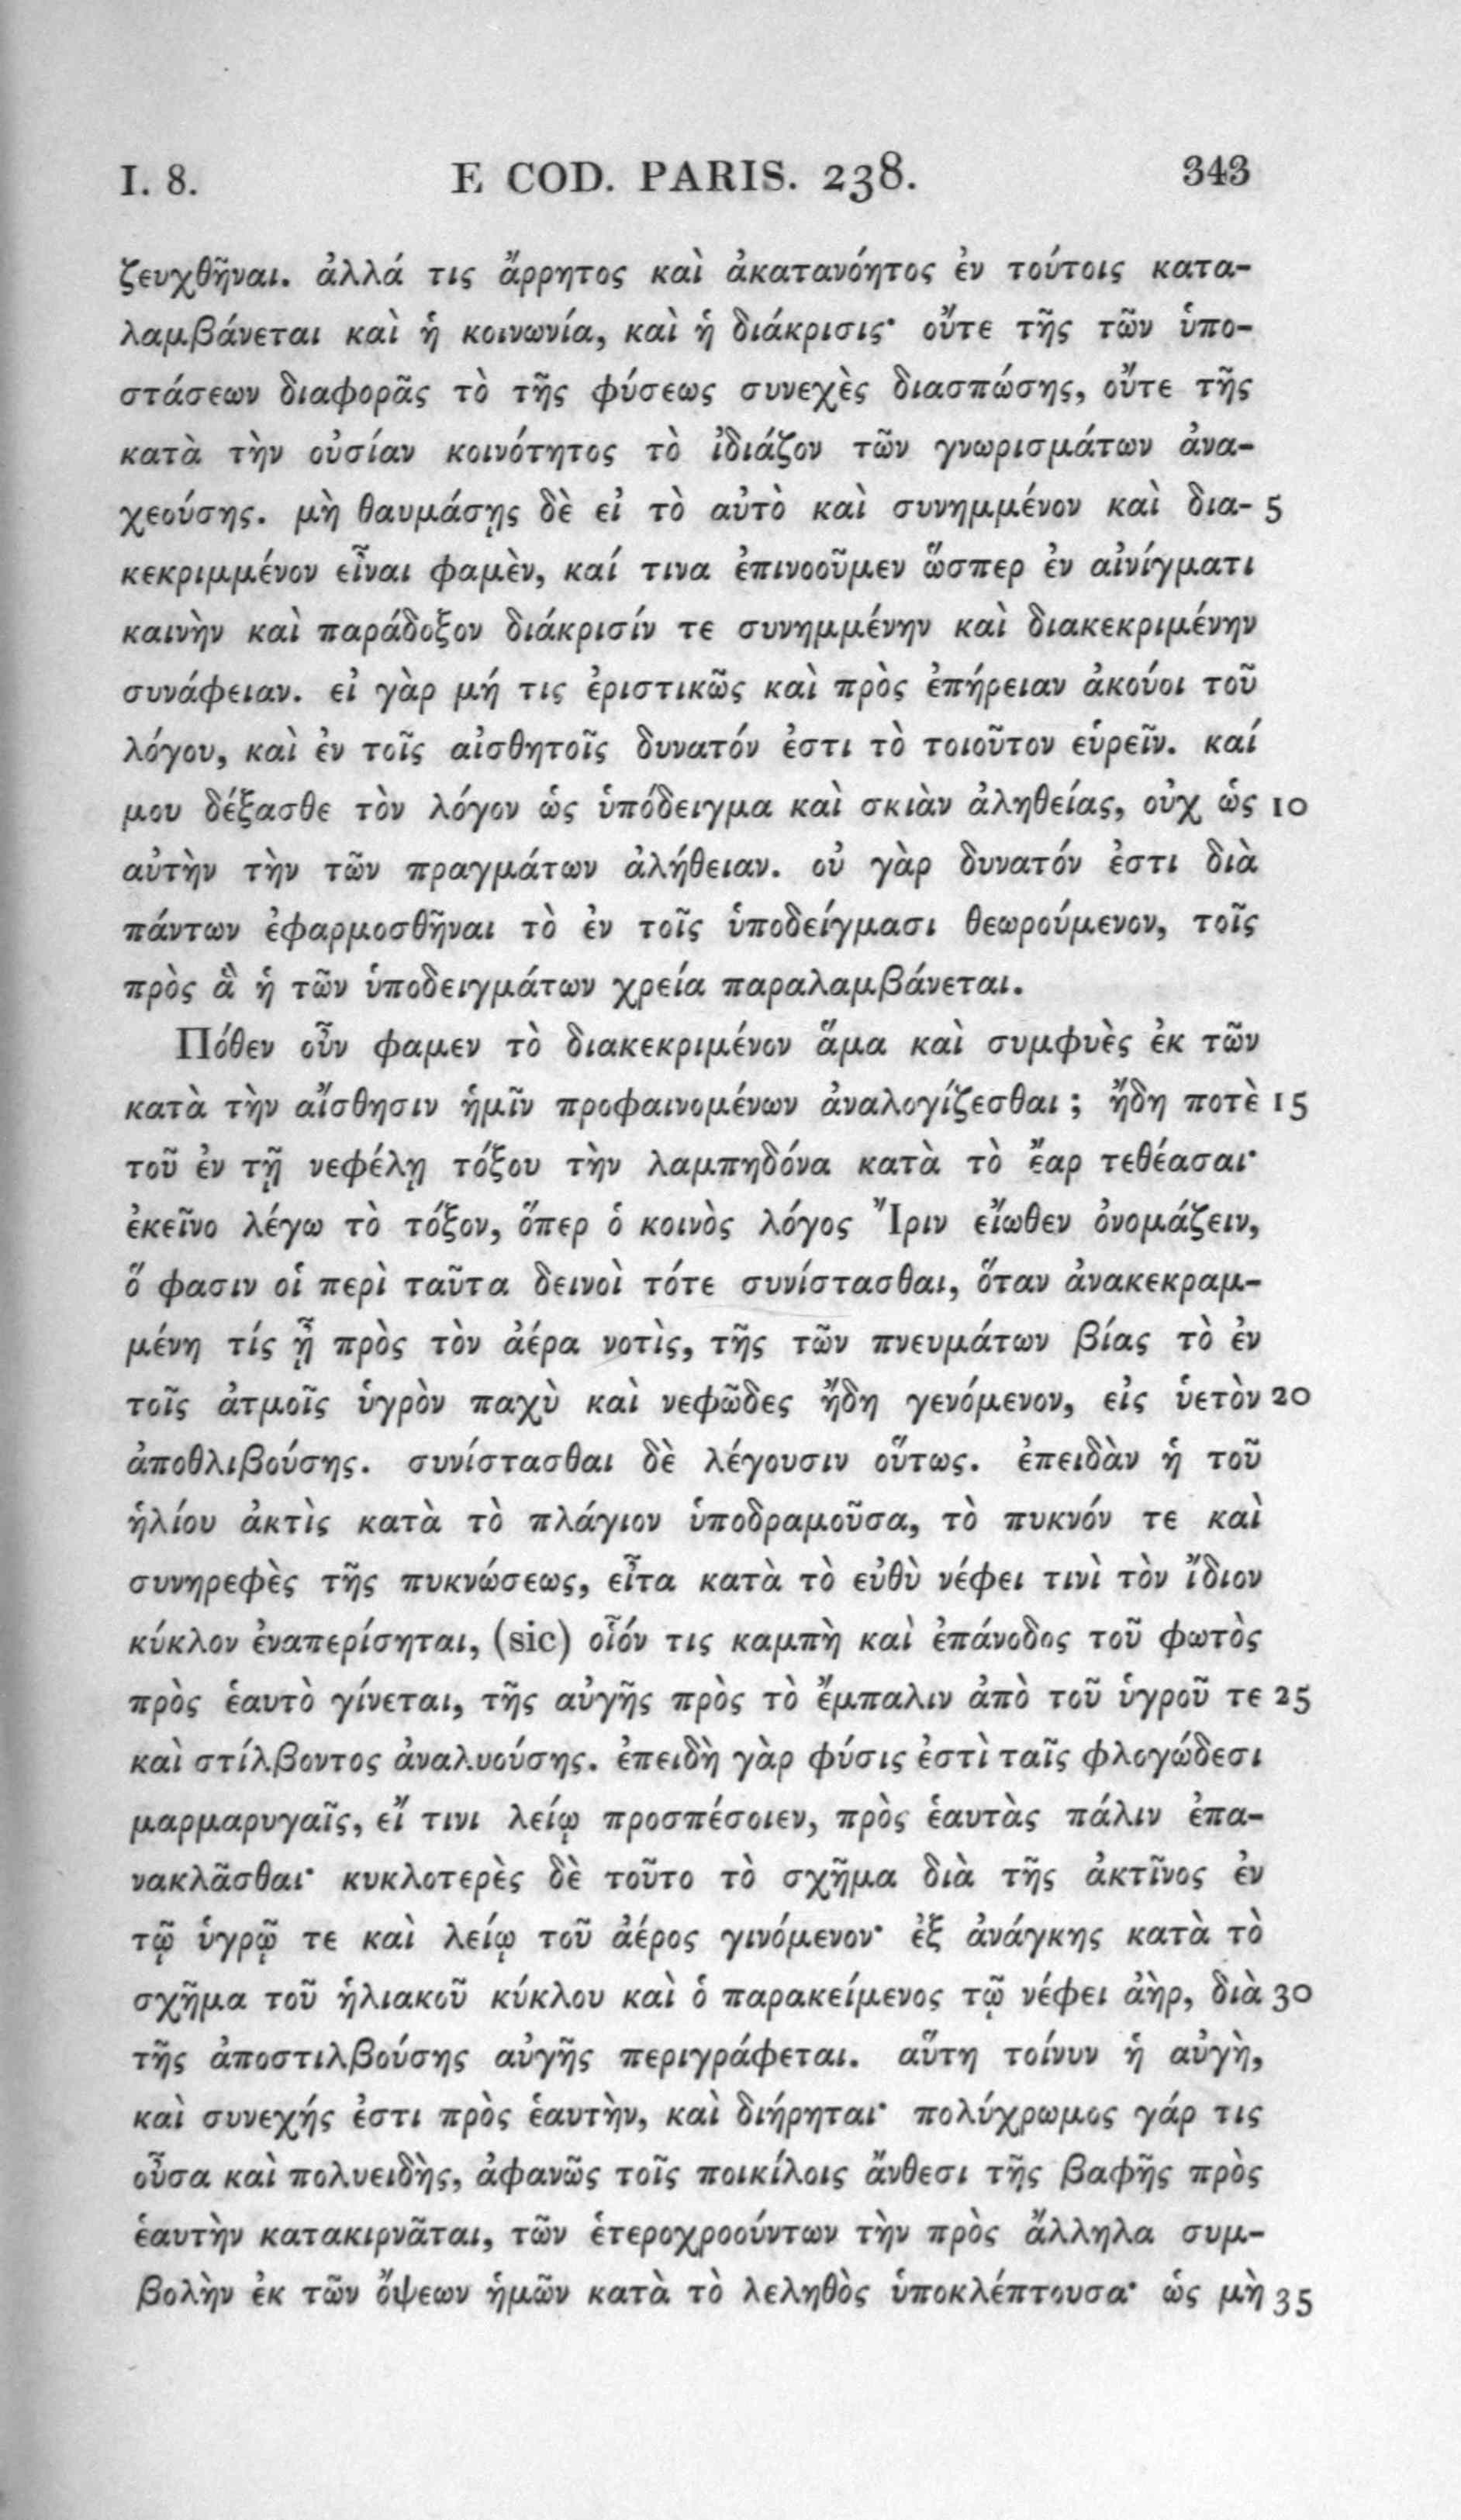 I. 8. E COD. PARIS. 238. 343
ζευχθῆναι. ἀλλά τις ἄρρητος καὶ ἀκατανόητος ἐν τούτοις κατα-
λαμβάνεται καὶ ἡ κοινωνία, καὶ ἡ διάκρισις· οὔτε τῆς τῶν ὑπο-
στάσεων διαφορᾶς τὸ τῆς φύσεως συνεχὲς διασπώσης, οὔτε τῆς
κατὰ τὴν οὐσίαν κοινότητος τὸ ἰδιάζον τῶν γνωρισμάτων ἀνα-
χεούσης. μὴ θαυμάσῃς δὲ εἰ τὸ αὐτὸ καὶ συνημμένον καὶ δια- 5
κεκριμμένον εἶναι φαμὲν, καί τινα ἐπινοοῦμεν ὥσπερ ἐν αἰνίγματι
καινὴν καὶ παράδοξον διάκρισίν τε συνημμένην καὶ διακεκριμένην
συνάφειαν. εἰ γὰρ μή τις ἐριστικῶς καὶ πρὸς ἐπήρειαν ἀκούοι τοῦ
λόγου, καὶ ἐν τοῖς αἰσθητοῖς δυνατόν ἐστι τὸ τοιοῦτον εὑρεῖν. καί
μου δέξασθε τὸν λόγον ὡς ὑπόδειγμα καὶ σκιὰν ἀληθείας, οὐχ ὡς 10
αὐτὴν τὴν τῶν πραγμάτων ἀλήθειαν. οὐ γὰρ δυνατόν ἐστι διὰ
πάντων ἐφαρμοσθῆναι τὸ ἐν τοῖς ὑποδείγμασι θεωρούμενον, τοῖς
πρὸς ἃ ἡ τῶν ὑποδειγμάτων χρεία παραλαμβάνεται.
Πόθεν οὖν φαμεν τὸ διακεκριμένον ἅμα καὶ συμφυὲς ἐκ τῶν
κατὰ τὴν αἴσθησιν ἡμῖν προφαινομένων ἀναλογίζεσθαι ; ἤδη ποτὲ 15
τοῦ ἐν τῇ νεφέλῃ τόξου τὴν λαμπηδόνα κατὰ τὸ ἔαρ τεθέασαι·
ἐκεῖνο λέγω τὸ τόξον, ὅπερ ὁ κοινὸς λόγος Ἴριν εἴωθεν ὀνομάζειν,
ὅ φασιν οἱ περὶ ταῦτα δεινοὶ τότε συνίστασθαι, ὅταν ἀνακεκραμ-
μένη τίς ᾖ πρὸς τὸν ἀέρα νοτὶς, τῆς τῶν πνευμάτων βίας τὸ ἐν
τοῖς ἀτμοῖς ὑγρὸν παχὺ καὶ νεφῶδες ἤδη γενόμενον, εἰς ὑετὸν 20
ἀποθλιβούσης. συνίστασθαι δὲ λέγουσιν οὕτως. ἐπειδὰν ἡ τοῦ
ἡλίου ἀκτὶς κατὰ τὸ πλάγιον ὑποδραμοῦσα, τὸ πυκνόν τε καὶ
συνηρεφὲς τῆς πυκνώσεως, εἶτα κατὰ τὸ εὐθὺ νέφει τινὶ τὸν ἴδιον
κύκλον ἐναπερίσηται, (sic) οἷόν τις καμπὴ καὶ ἐπάνοδος τοῦ φωτὸς
πρὸς ἑαυτὸ γίνεται, τῆς αὐγῆς πρὸς τὸ ἔμπαλιν ἀπὸ τοῦ ὑγροῦ τε 25
καὶ στίλβοντος ἀναλυούσης. ἐπειδὴ γὰρ φύσις ἐστὶ ταῖς φλογώδεσι
μαρμαρυγαῖς, εἴ τινι λείῳ προσπέσοιεν, πρὸς ἑαυτὰς πάλιν ἐπα-
νακλᾶσθαι· κυκλοτερὲς δὲ τοῦτο τὸ σχῆμα διὰ τῆς ἀκτῖνος ἐν
τῷ ὑγρῷ τε καὶ λείῳ τοῦ ἀέρος γινόμενον· ἐξ ἀνάγκης κατὰ τὸ
σχῆμα τοῦ ἡλιακοῦ κύκλου καὶ ὁ παρακείμενος τῷ νέφει ἀὴρ, διὰ 30
τῆς ἀποστιλβούσης αὐγῆς περιγράφεται. αὕτη τοίνυν ἡ αὐγὴ,
καὶ συνεχής ἐστι πρὸς ἑαυτὴν, καὶ διήρηται· πολύχρωμος γάρ τις
οὖσα καὶ πολυειδὴς, ἀφανῶς τοῖς ποικίλοις ἄνθεσι τῆς βαφῆς πρὸς
ἑαυτὴν κατακιρνᾶται, τῶν ἑτεροχροούντων τὴν πρὸς ἄλληλα συμ-
βολὴν ἐκ τῶν ὄψεων ἡμῶν κατὰ τὸ λεληθὸς ὑποκλέπτουσα· ὡς μὴ 35